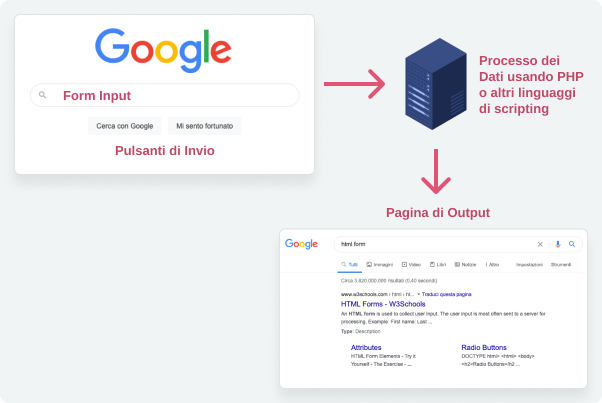 Google
Form Input
Cerca con Google
Mi sento fortunato
Pulsanti di Invio
Processo dei
Dati usando PHP
o altri linguaggi
di scripting
Pagina di Output
Google
html form
Tutti
Immagini
Video
Libri
Notizie
Altro
Impostazioni
Strumenti
Circa 3.820.000.000 risultati (0,40 secondi)
www.w3schools.com › html › ht... ▾ Traduci questa pagina
HTML Forms - W3Schools
An HTML form is used to collect user input. The user input is most often sent to a server for
processing. Example. First name: Last ...
Type: Description
Attributes
HTML Form Elements - Try it
Yourself - The Exercise - ...
Radio Buttons
DOCTYPE html> <html> <body>
<h2>Radio Buttons</h2 ...